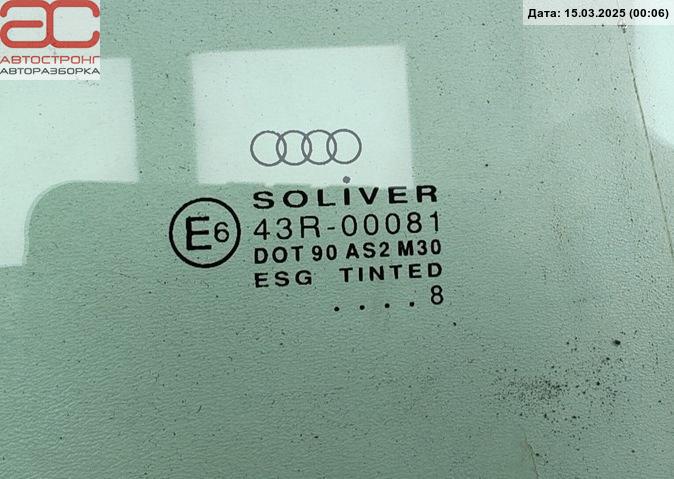 Дата: 15.03.2025 (00:06)
ac
АВТОСТРОНГ
АВТОРАЗБОРКА
SOLIVER
E6
43R-00081
DOT 90 AS2 M30
ESG TINTED
. . . . 8